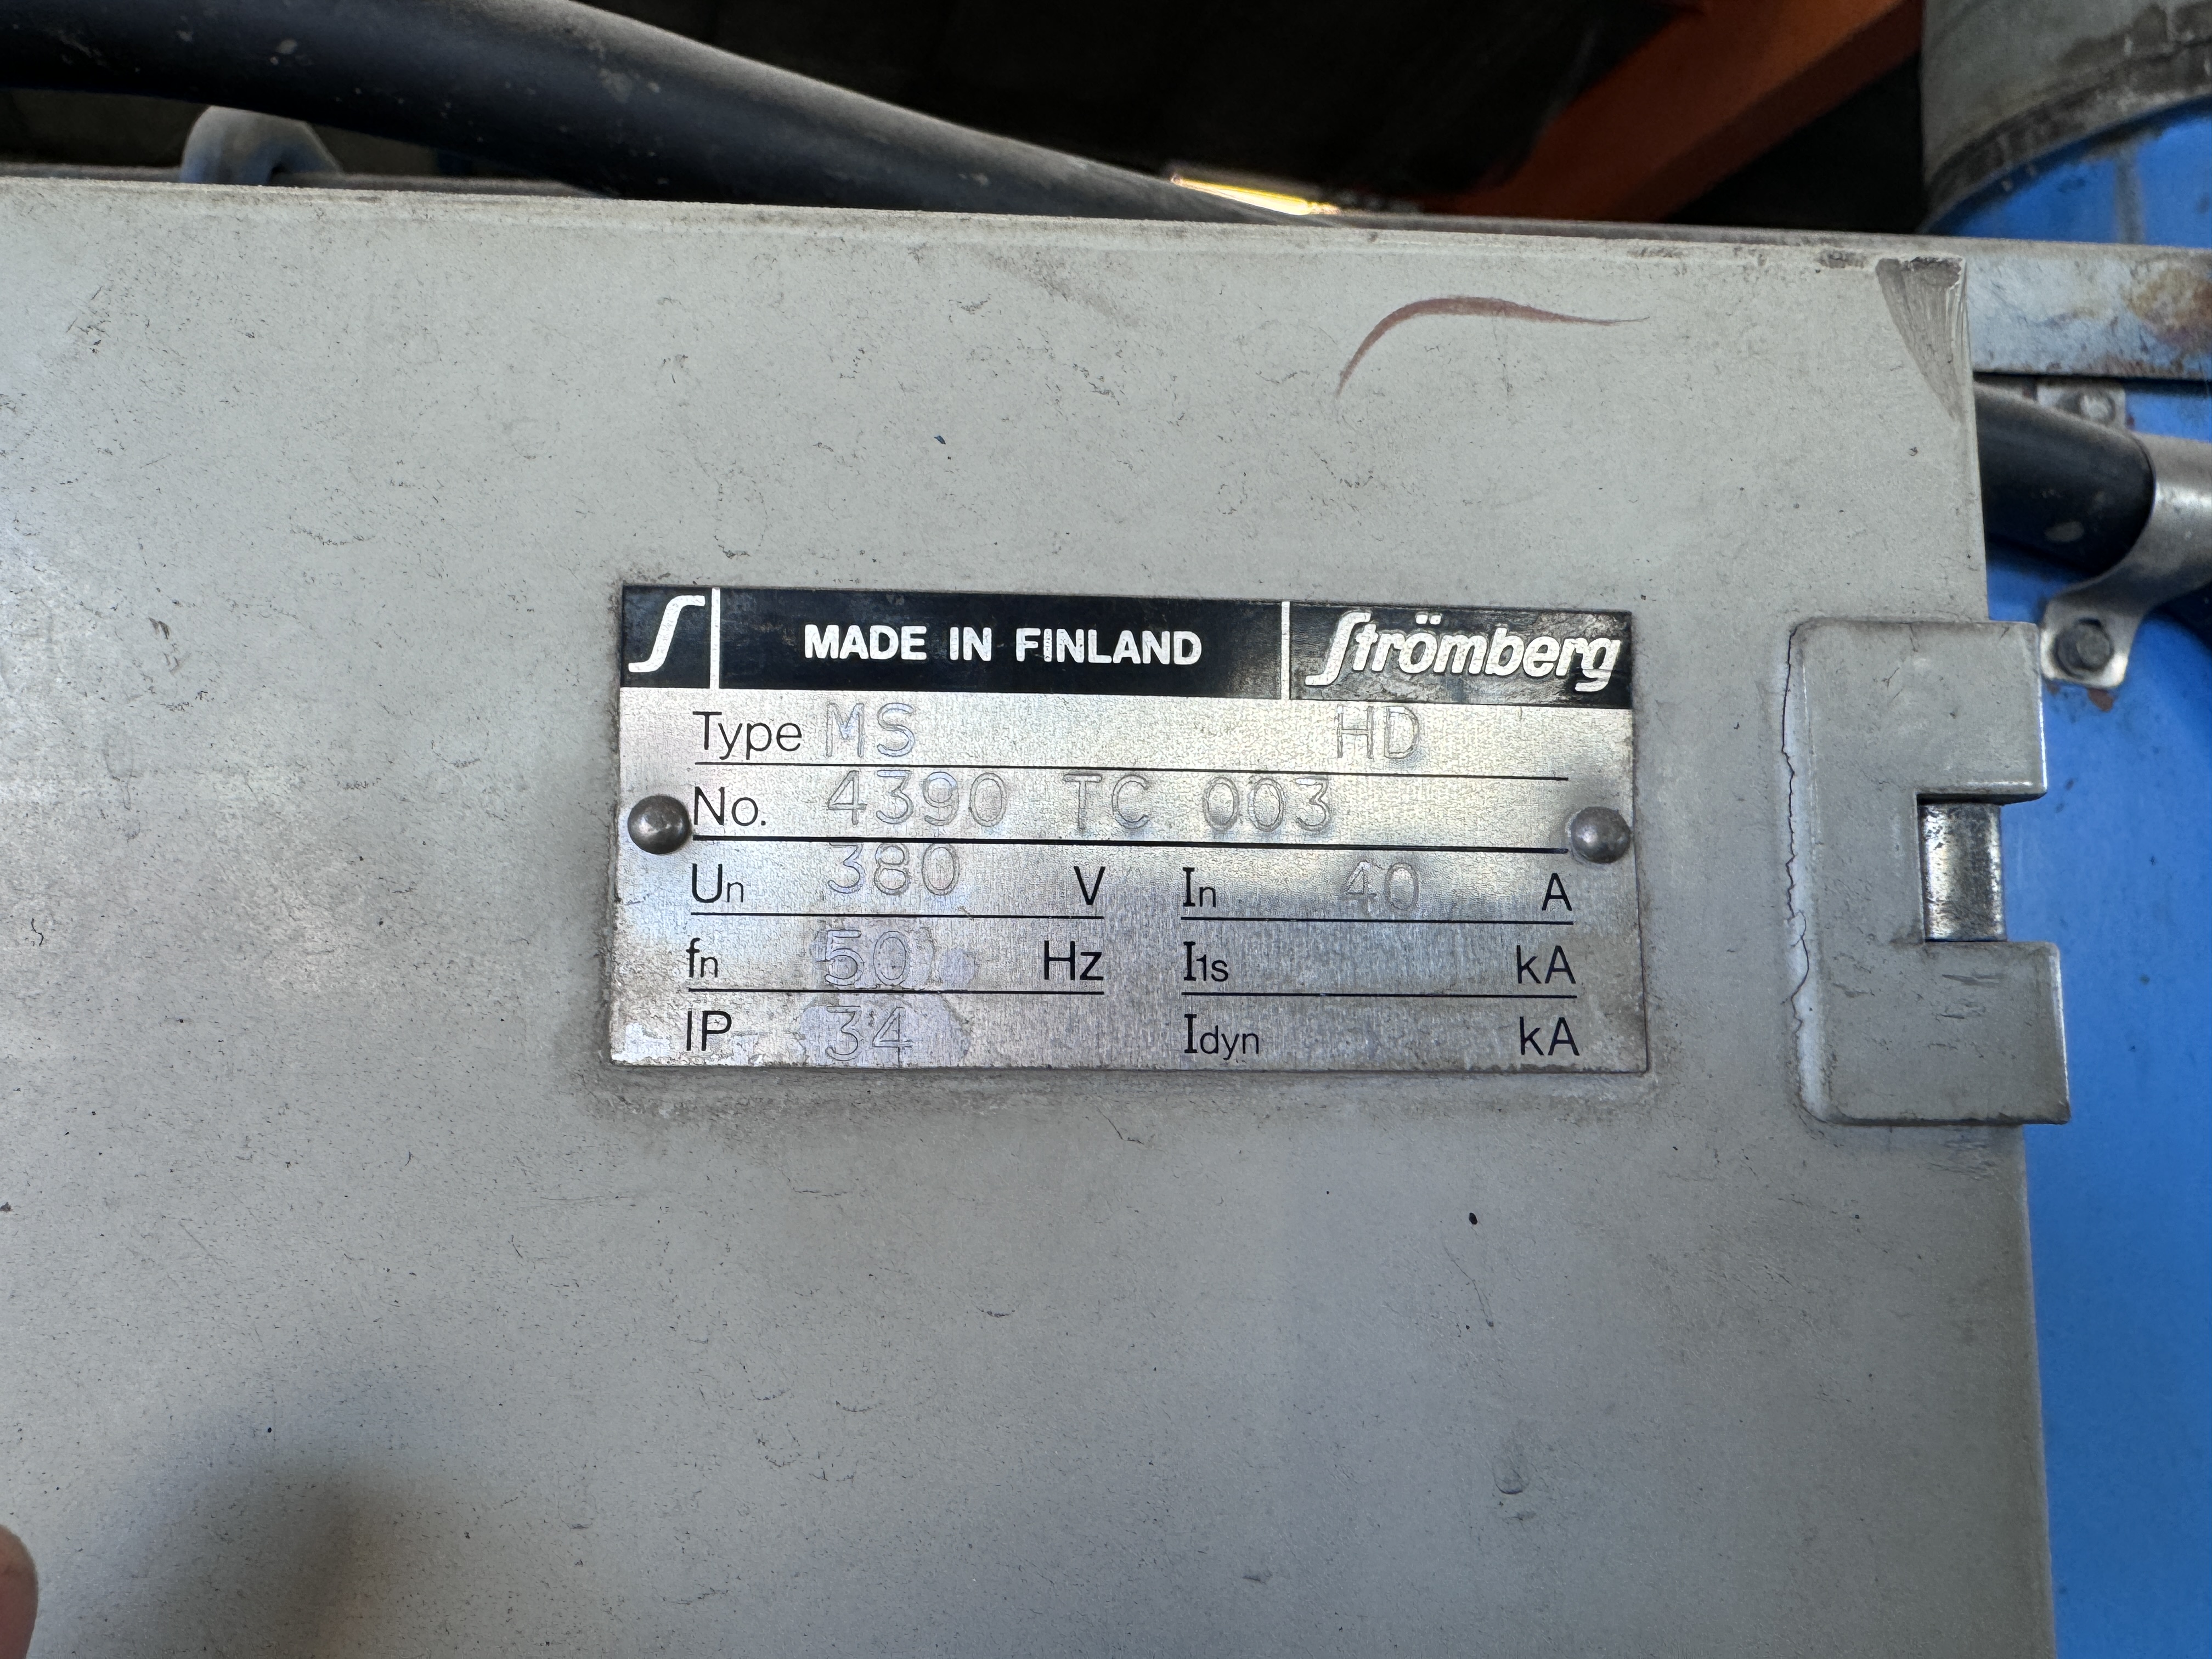 MADE IN FINLAND Strömberg
Type MS HD
No. 4390 TC 003
Un 380 V In 40 A
fn 50 Hz I1s kA
IP 34 Idyn kA